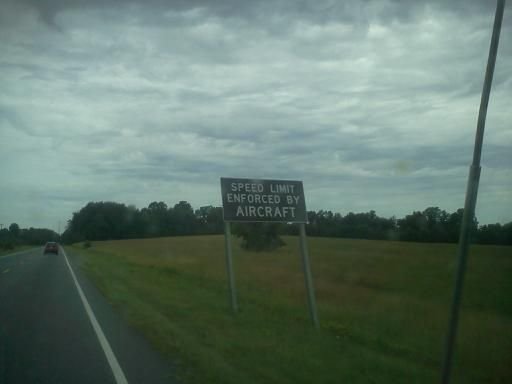 SPEED LIMIT
ENFORCED BY
AIRCRAFT